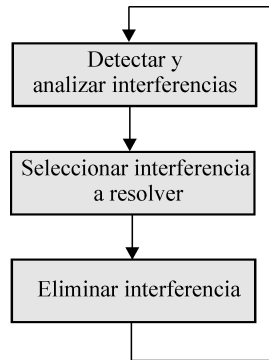 Detectar y
analizar interferencias
Seleccionar interferencia
a resolver
Eliminar interferencia